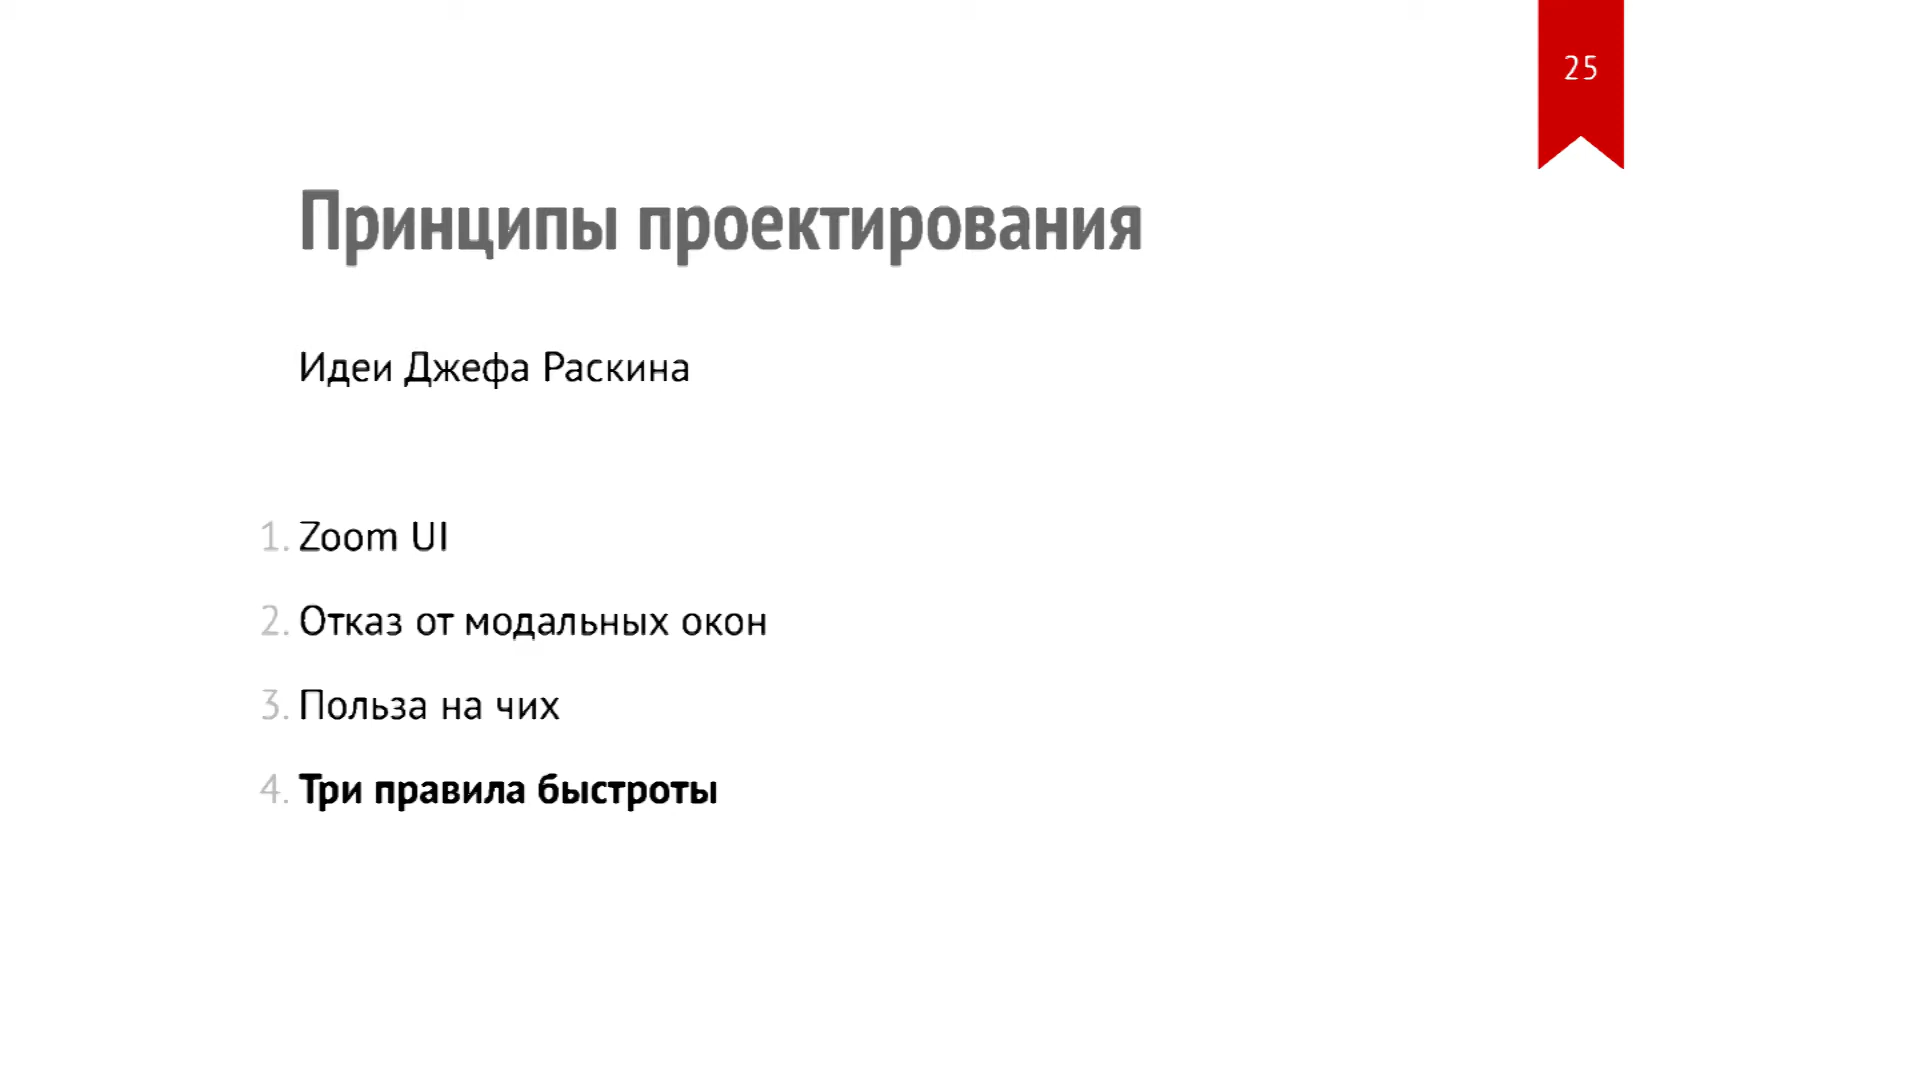 25
Принципы проектирования
Идеи Джефа Раскина
1. Zoom UI
2. Отказ от модальных окон
3. Польза на чих
4. Три правила быстроты